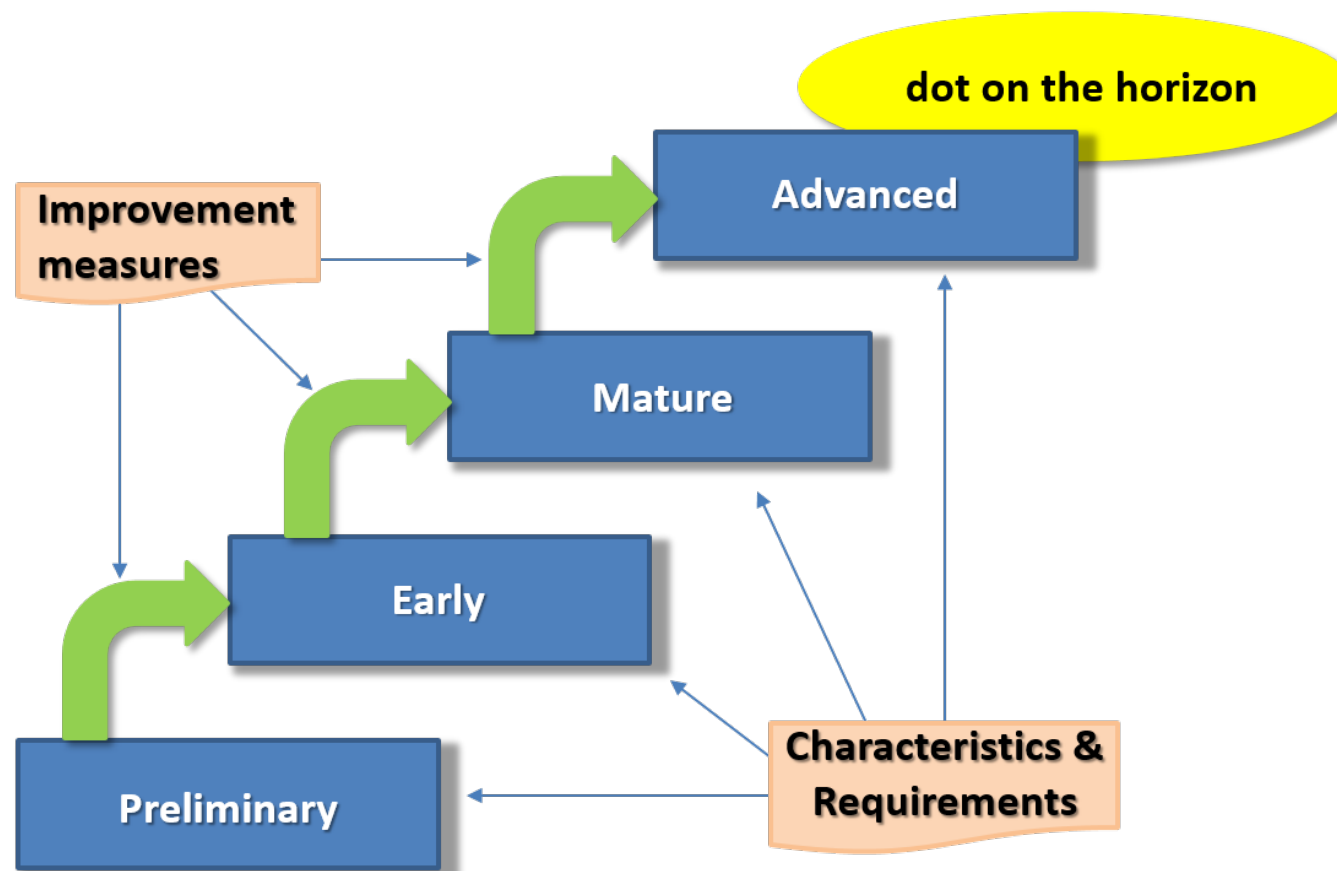 dot on the horizon
Advanced
Improvement
measures
Mature
Early
Characteristics &
Requirements
Preliminary